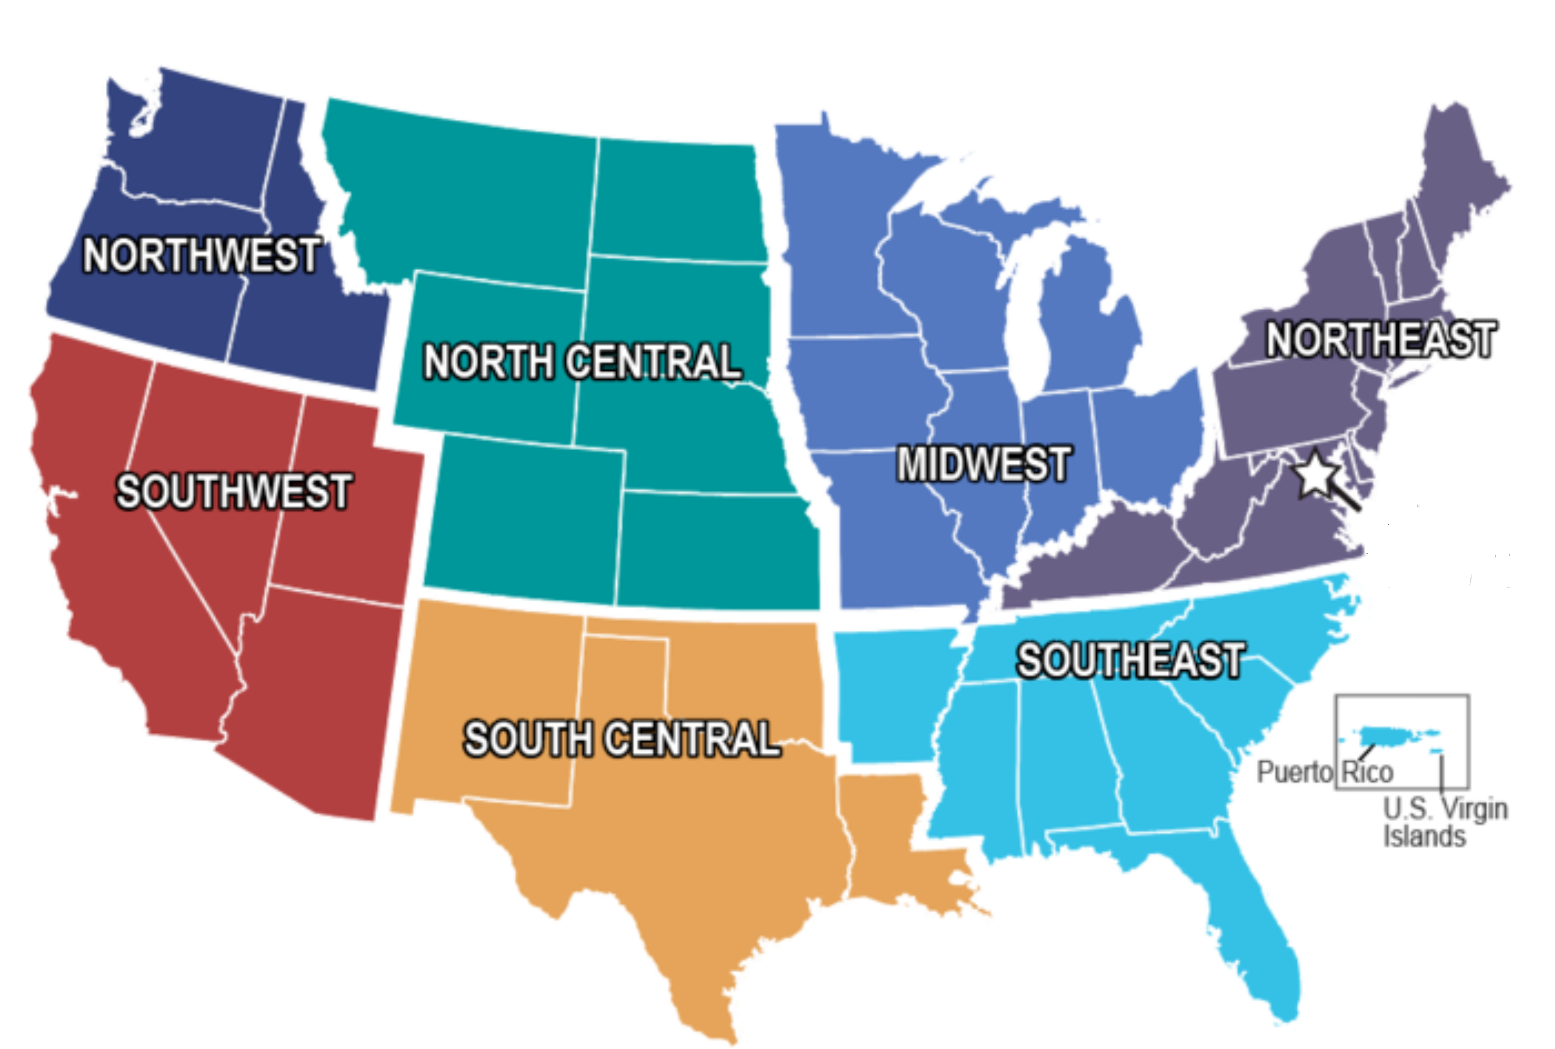 NORTHWEST
NORTH CENTRAL
NORTHEAST
MIDWEST
SOUTHWEST
SOUTHEAST
SOUTH CENTRAL
Puerto Rico
U.S. Virgin
Islands